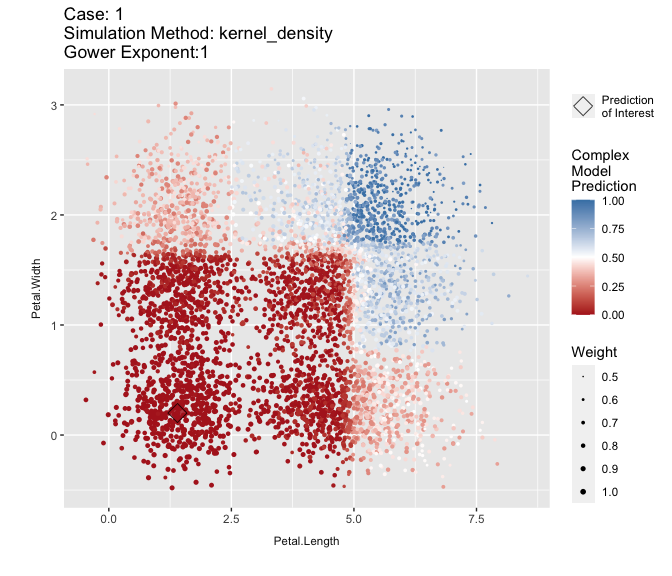 Case: 1
Simulation Method: kernel_density
Gower Exponent:1
3
2
1
0
Petal.Width
0.0
2.5
5.0
7.5
Petal.Length
Prediction
of Interest
Complex
Model
Prediction
1.00
0.75
0.50
0.25
0.00
Weight
0.5
0.6
0.7
0.8
0.9
1.0